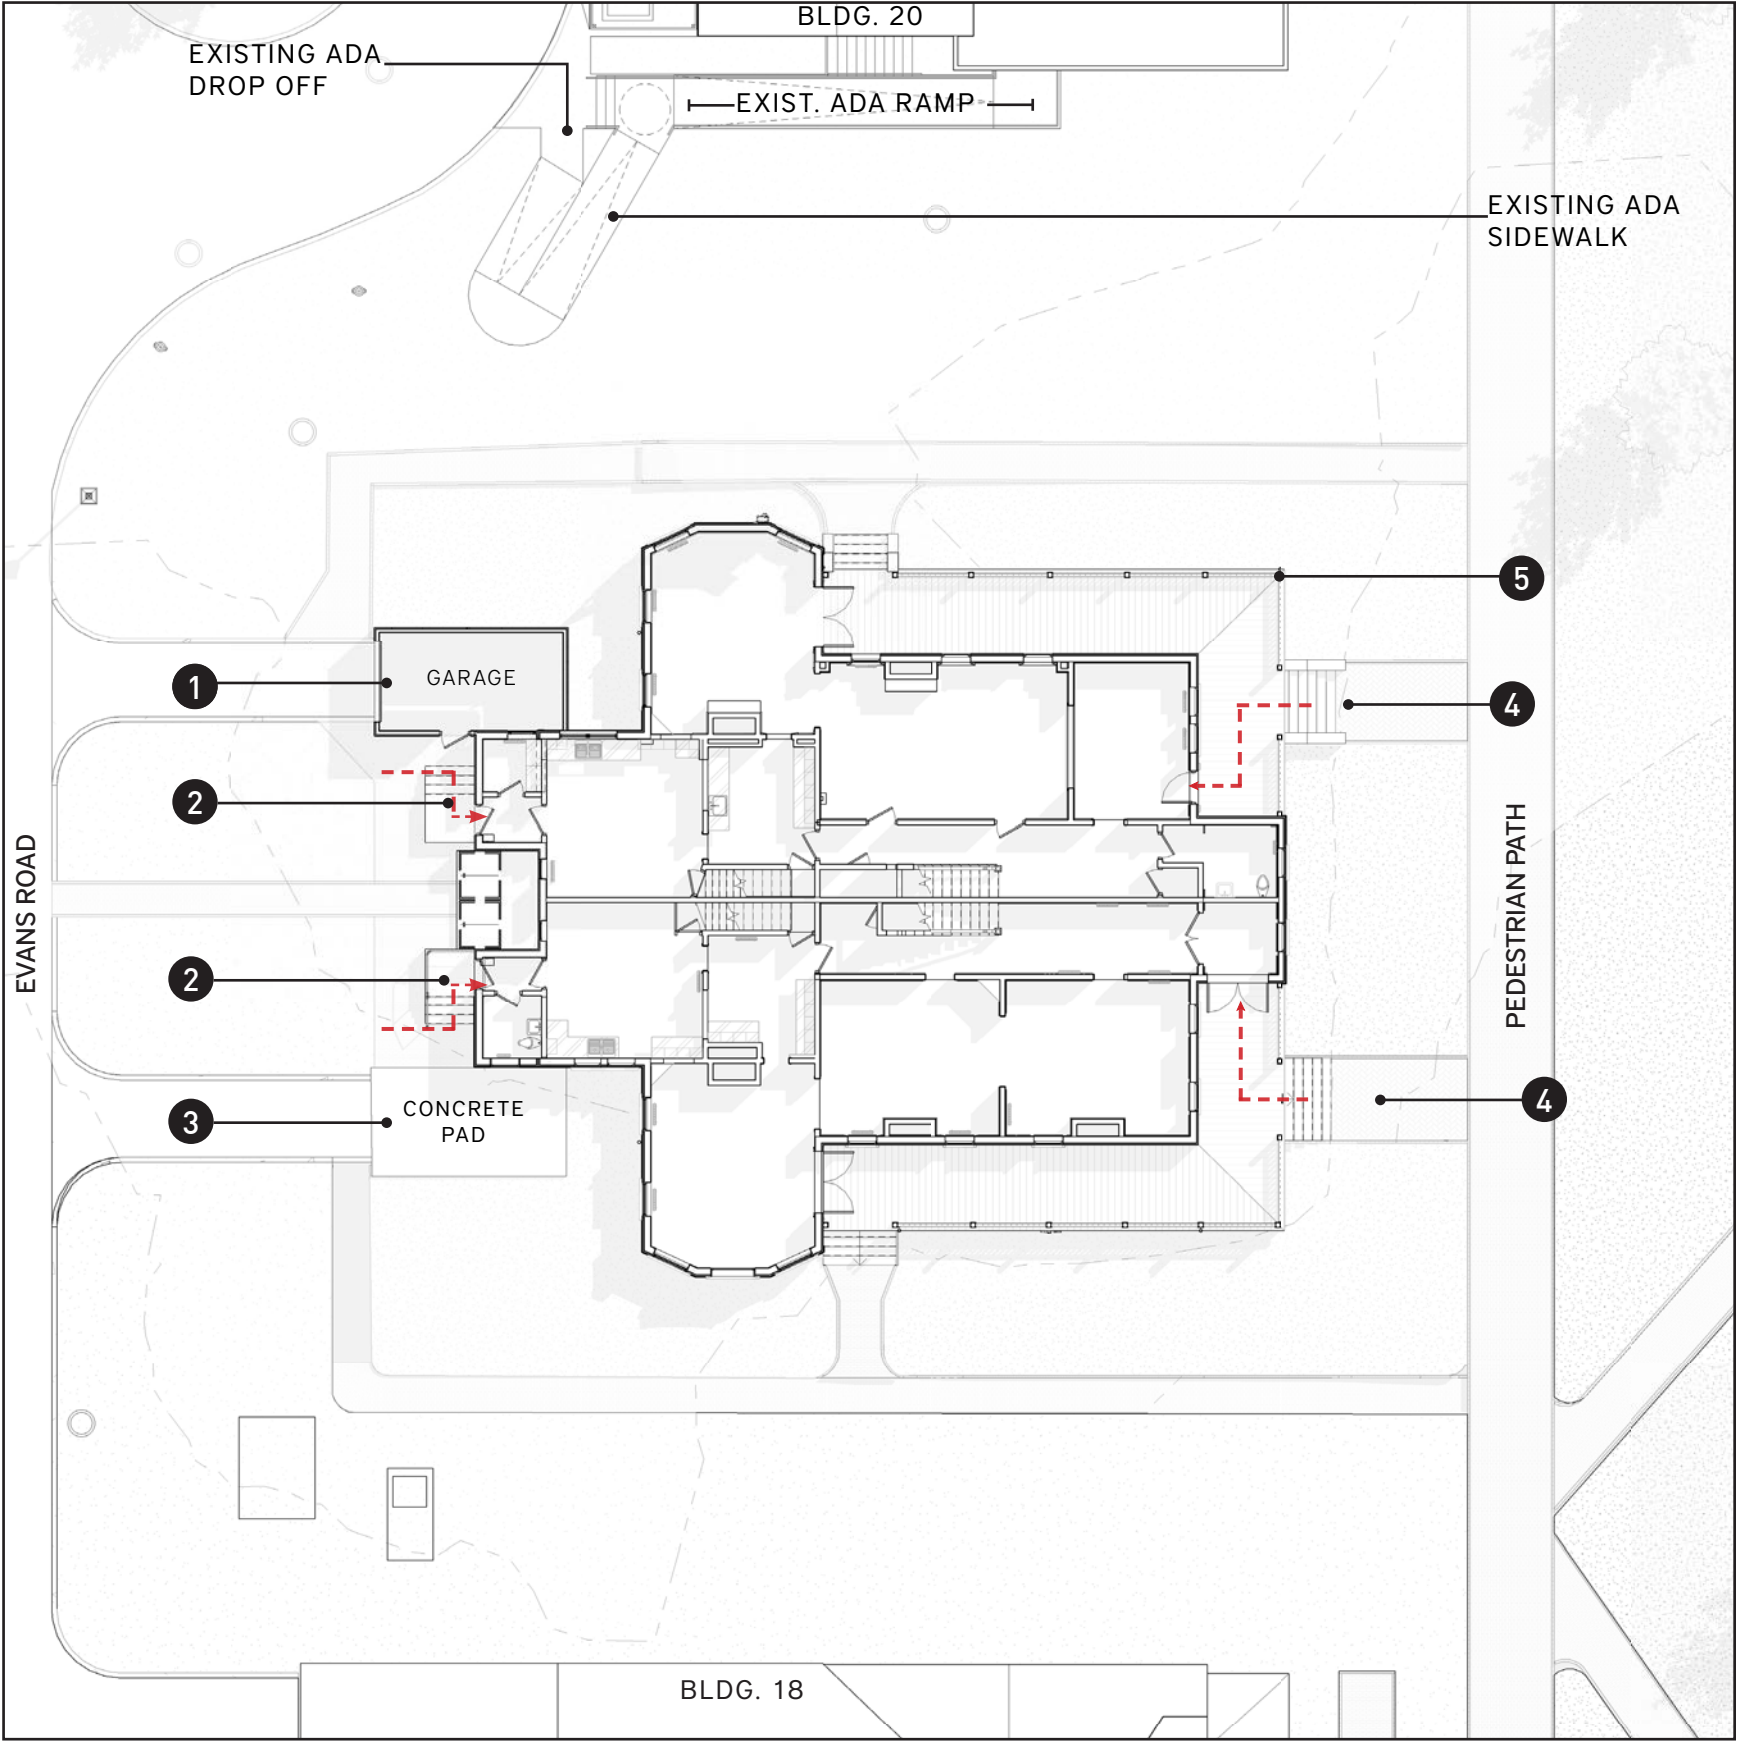 BLDG. 20
EXISTING ADA
DROP OFF
EXIST. ADA RAMP
EXISTING ADA
SIDEWALK
5
1
GARAGE
4
2
EVANS ROAD
PEDESTRIAN PATH
2
3
CONCRETE
PAD
4
BLDG. 18